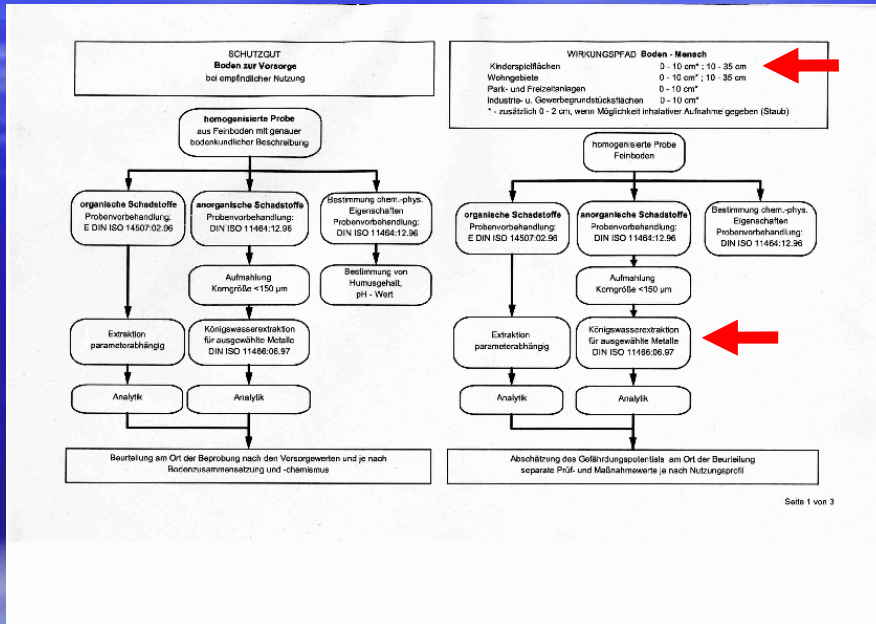 SCHUTZGUT
Boden zur Vorsorge
bei empfindlicher Nutzung
homogenisierte Probe
aus Feinboden mit genauer
bodenkundlicher Beschreibung
organische Schadstoffe
Probenvorbehandlung:
E DIN ISO 14507:02.96
anorganische Schadstoffe
Probenvorbehandlung:
DIN ISO 11464:12.96
Bestimmung chem.-phys.
Eigenschaften
Probenvorbehandlung:
DIN ISO 11464:12.96
Aufmahlung
Korngröße <150 µm
Bestimmung von
Humusgehalt,
pH - Wert
Extraktion
parameterabhängig
Königswasserextraktion
für ausgewählte Metalle
DIN ISO 11466:06.97
Analytik
Analytik
Beurteilung am Ort der Beprobung nach den Vorsorgewerten und je nach
Bodenzusammensetzung und -chemismus
WIRKUNGSPFAD Boden - Mensch
Kinderspielflächen 0 - 10 cm* ; 10 - 35 cm
Wohngebiete 0 - 10 cm* ; 10 - 35 cm
Park- und Freizeitanlagen 0 - 10 cm*
Industrie- u. Gewerbegrundstücksflächen 0 - 10 cm*
* - zusätzlich 0 - 2 cm, wenn Möglichkeit inhalativer Aufnahme gegeben (Staub)
homogenisierte Probe
Feinboden
organische Schadstoffe
Probenvorbehandlung:
E DIN ISO 14507:02.96
anorganische Schadstoffe
Probenvorbehandlung:
DIN ISO 11464:12.96
Bestimmung chem.-phys.
Eigenschaften
Probenvorbehandlung:
DIN ISO 11464:12.96
Aufmahlung
Korngröße <150 µm
Extraktion
parameterabhängig
Königswasserextraktion
für ausgewählte Metalle
DIN ISO 11466:06.97
Analytik
Analytik
Abschätzung des Gefährdungspotentials am Ort der Beurteilung
separate Prüf- und Maßnahmewerte je nach Nutzungsprofil
Seite 1 von 3